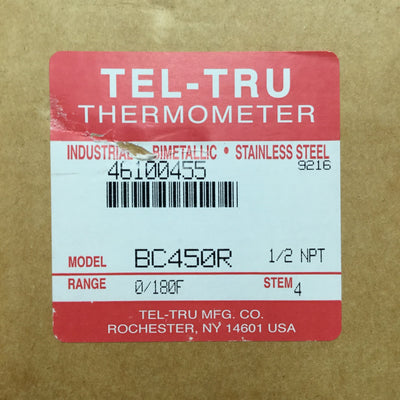 TEL-TRU
THERMOMETER
INDUSTRIAL • BIMETALLIC • STAINLESS STEEL
46100455 9216
MODEL BC450R 1/2 NPT
RANGE 0/180F STEM 4
TEL-TRU MFG. CO.
ROCHESTER, NY 14601 USA